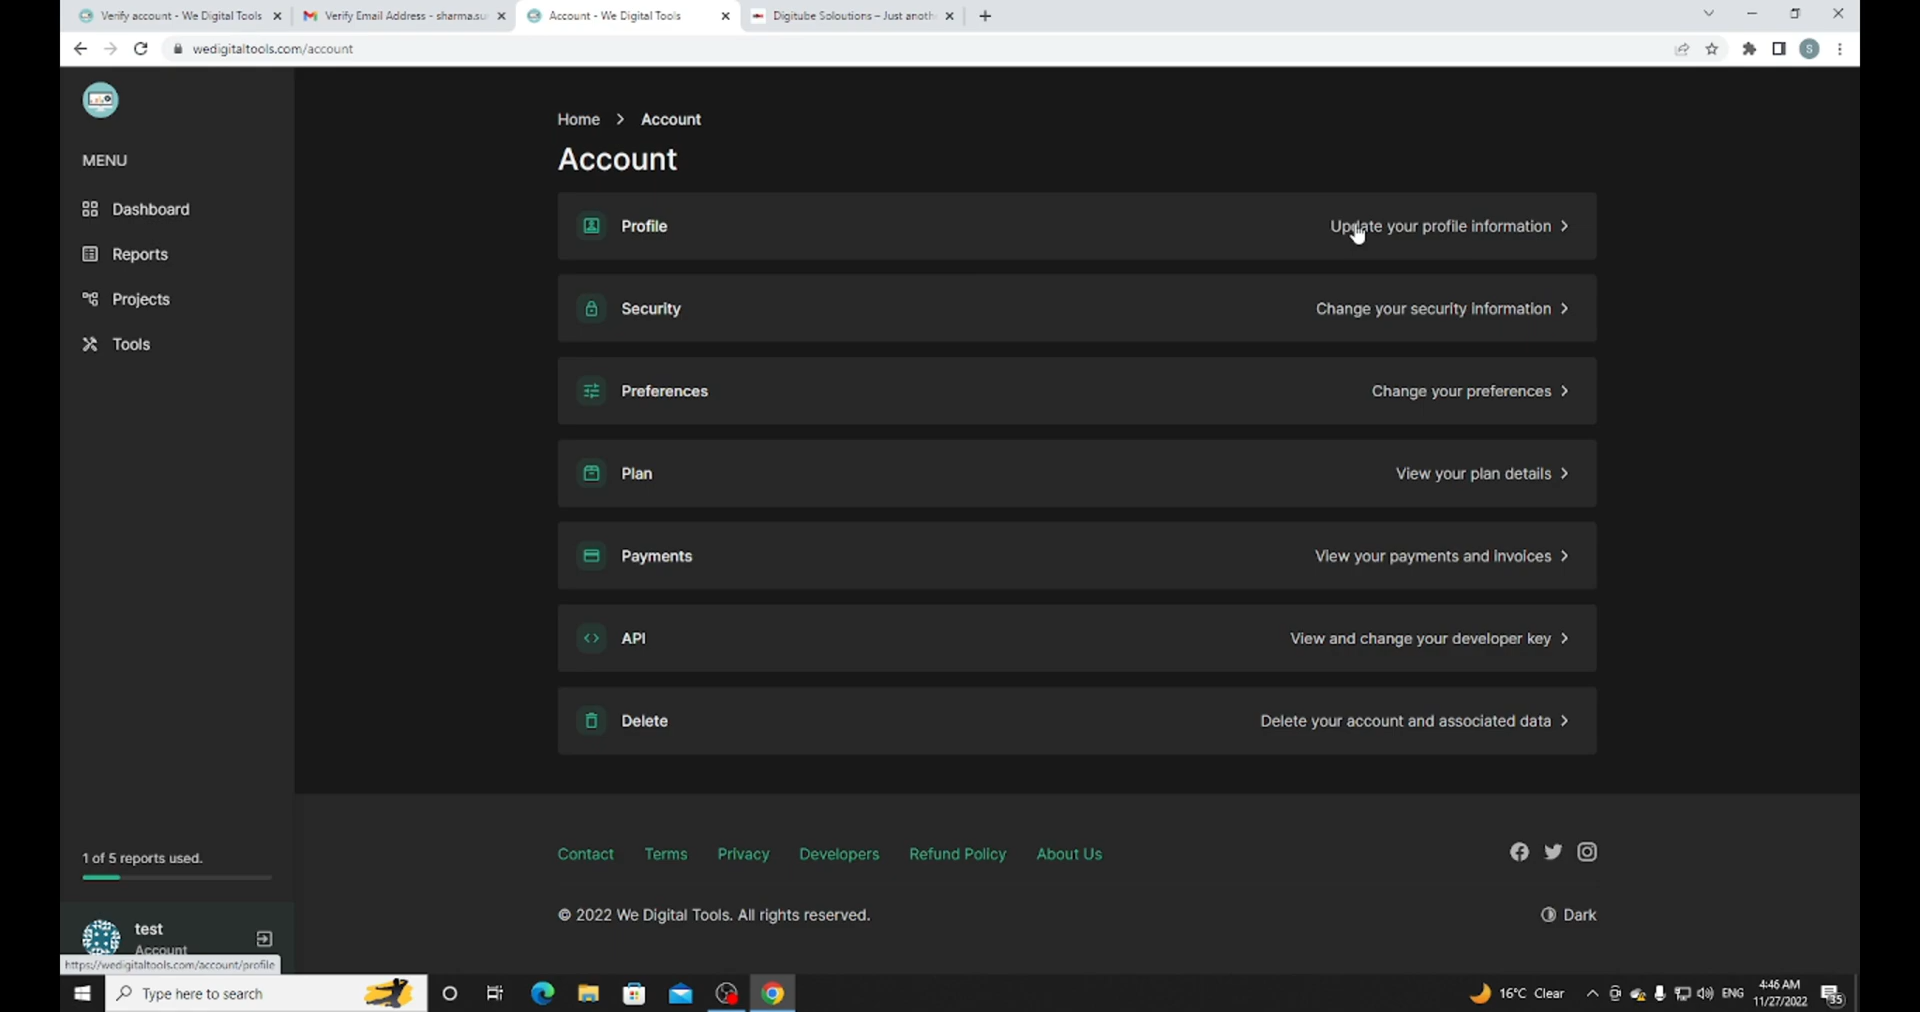 Verify account - We Digital Tools
Verify Email Address - sharma.su
Account - We Digital Tools
Digitube Soloutions – Just anoth
wedigitaltools.com/account
S
MENU
Dashboard
Reports
Projects
Tools
Home > Account
Account
Profile Update your profile information
Security Change your security information
Preferences Change your preferences
Plan View your plan details
Payments View your payments and invoices
API View and change your developer key
Delete Delete your account and associated data
1 of 5 reports used.
test
Account
https://wedigitaltools.com/account/profile
Contact Terms Privacy Developers Refund Policy About Us
© 2022 We Digital Tools. All rights reserved.
Dark
Type here to search
16°C Clear
ENG
4:46 AM
11/27/2022
35